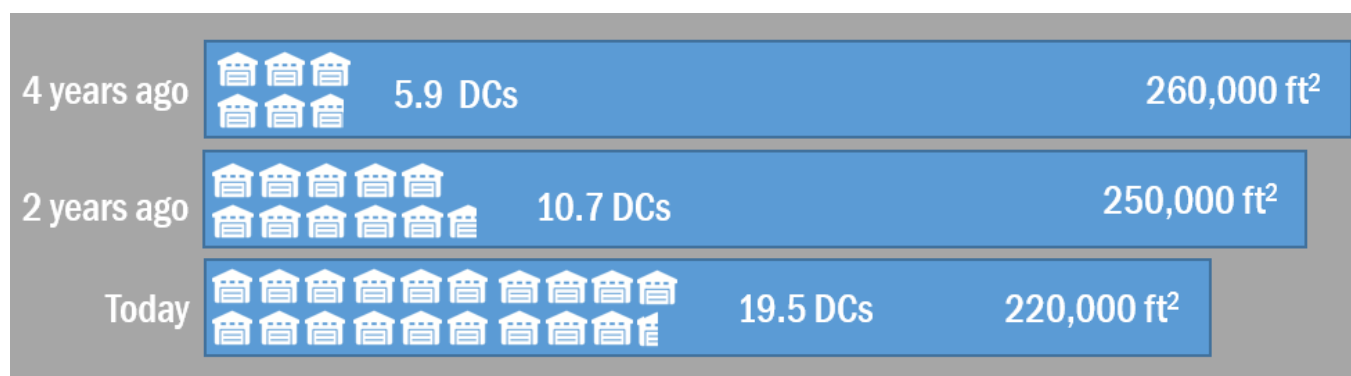 4 years ago 5.9 DCs 260,000 ft²
2 years ago 10.7 DCs 250,000 ft²
Today 19.5 DCs 220,000 ft²